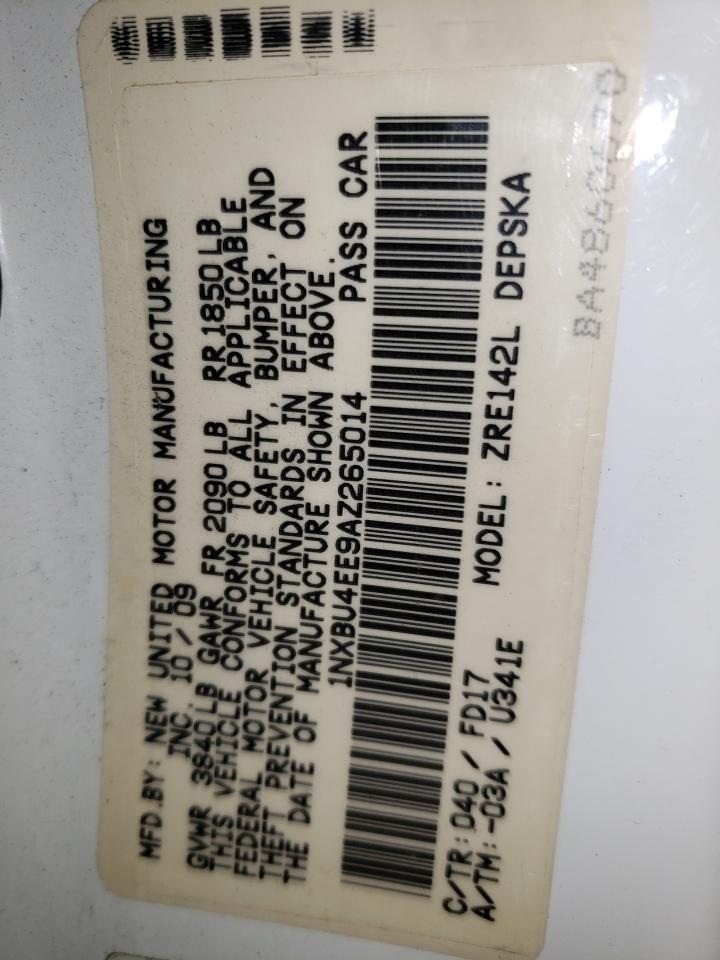 MFD.BY: NEW UNITED MOTOR MANUFACTURING
INC. 10/09
GVWR 3840LB GAWR FR 2090LB RR 1850LB
THIS VEHICLE CONFORMS TO ALL APPLICABLE
FEDERAL MOTOR VEHICLE SAFETY, BUMPER, AND
THEFT PREVENTION STANDARDS IN EFFECT ON
THE DATE OF MANUFACTURE SHOWN ABOVE.
1NXBU4EE9AZ265014 PASS CAR
C/TR: 040 / FD17 MODEL: ZRE142L DEPSKA
A/TM: -03A / U341E